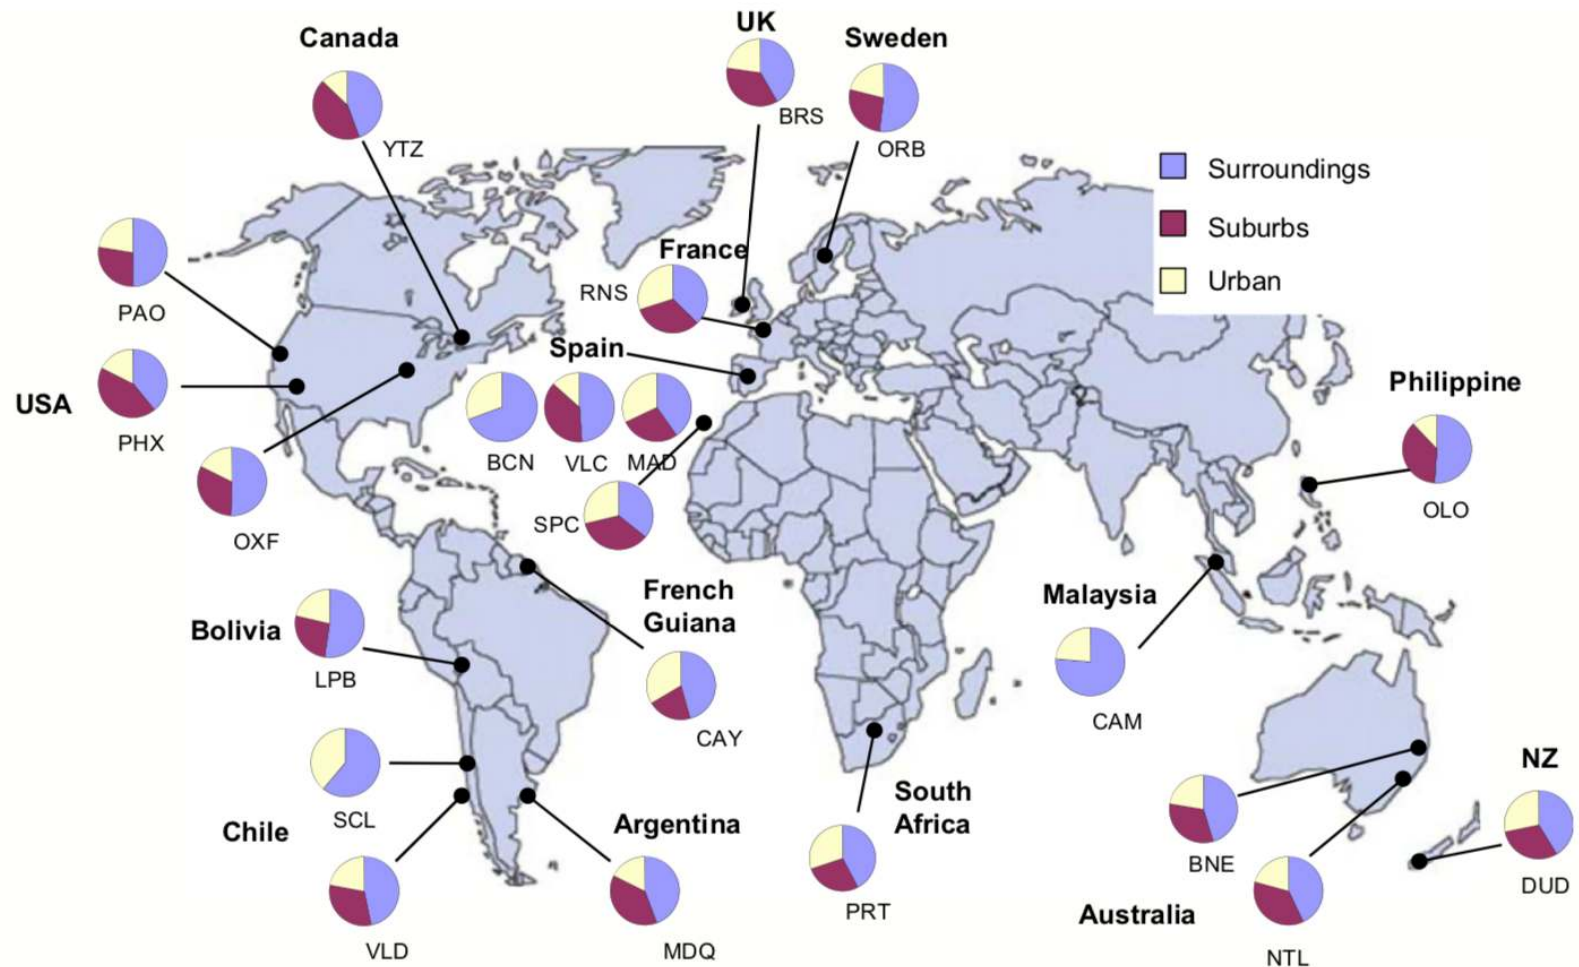 UK
Canada
Sweden
BRS
YTZ
ORB
Surroundings
Suburbs
Urban
France
RNS
PAO
Spain
USA
PHX
Philippine
BCN
VLC
MAD
OLO
SPC
OXF
French
Guiana
Malaysia
Bolivia
LPB
CAM
CAY
NZ
South
Africa
SCL
Chile
Argentina
BNE
DUD
PRT
Australia
VLD
MDQ
NTL